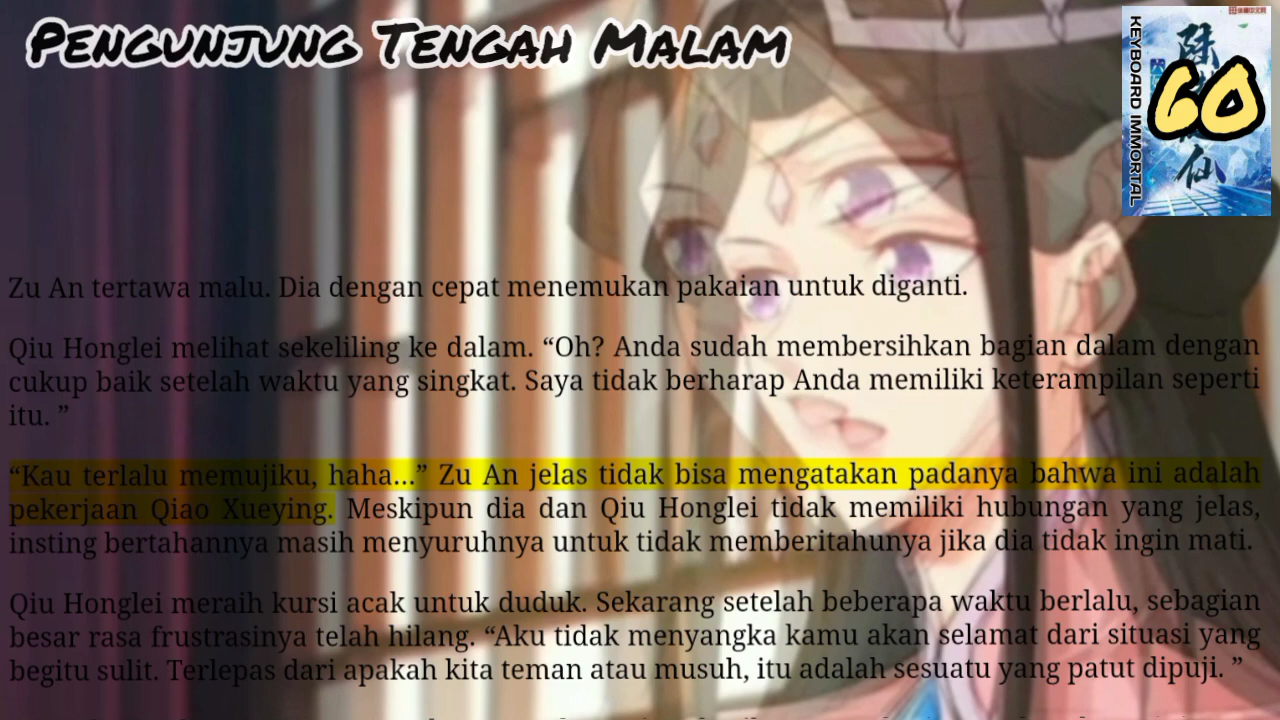 Pengunjung Tengah Malam
60
KEYBOARD IMMORTAL
仙
Zu An tertawa malu. Dia dengan cepat menemukan pakaian untuk diganti.
Qiu Honglei melihat sekeliling ke dalam. “Oh? Anda sudah membersihkan bagian dalam dengan
cukup baik setelah waktu yang singkat. Saya tidak berharap Anda memiliki keterampilan seperti
itu. ”
“Kau terlalu memujiku, haha...” Zu An jelas tidak bisa mengatakan padanya bahwa ini adalah
pekerjaan Qiao Xueying. Meskipun dia dan Qiu Honglei tidak memiliki hubungan yang jelas,
insting bertahannya masih menyuruhnya untuk tidak memberitahunya jika dia tidak ingin mati.
Qiu Honglei meraih kursi acak untuk duduk. Sekarang setelah beberapa waktu berlalu, sebagian
besar rasa frustrasinya telah hilang. “Aku tidak menyangka kamu akan selamat dari situasi yang
begitu sulit. Terlepas dari apakah kita teman atau musuh, itu adalah sesuatu yang patut dipuji. ”